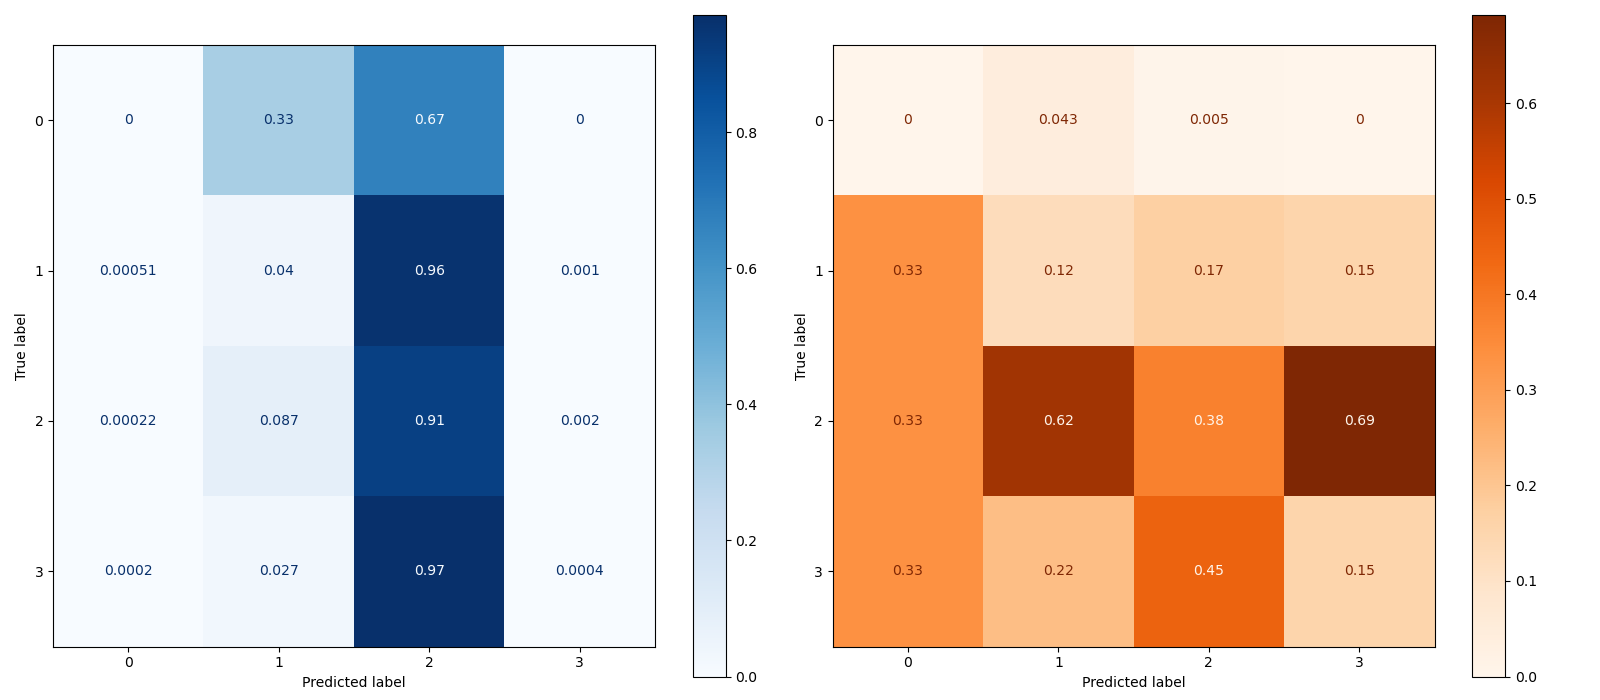 0 0 0.33 0.67 0
1 0.00051 0.04 0.96 0.001
2 0.00022 0.087 0.91 0.002
3 0.0002 0.027 0.97 0.0004
0 1 2 3
Predicted label
True label
0.8
0.6
0.4
0.2
0.0
0 0 0.043 0.005 0
1 0.33 0.12 0.17 0.15
2 0.33 0.62 0.38 0.69
3 0.33 0.22 0.45 0.15
0 1 2 3
Predicted label
True label
0.6
0.5
0.4
0.3
0.2
0.1
0.0